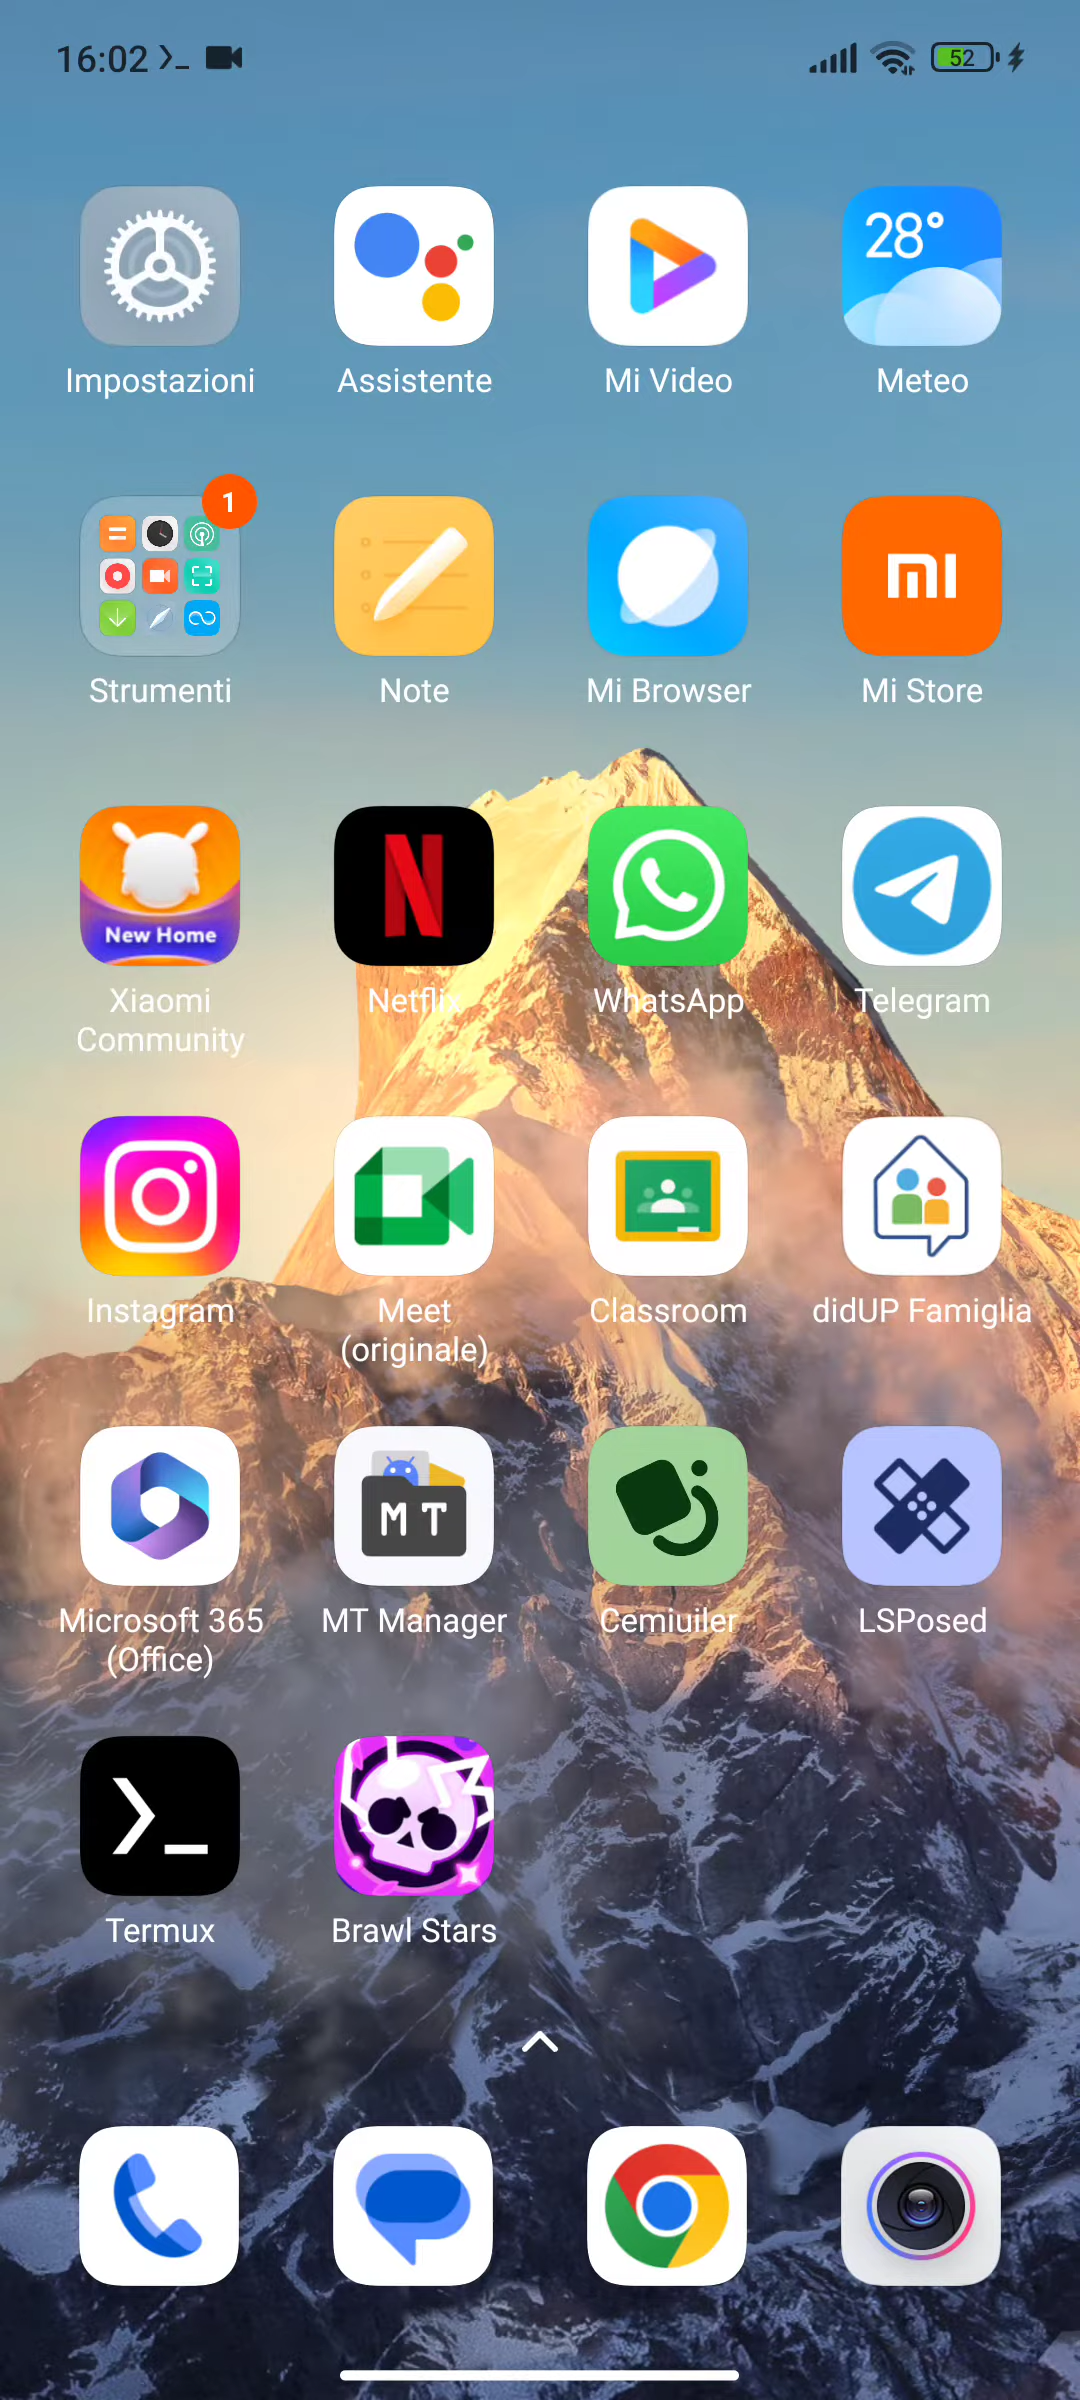 16:02
52
28°
Impostazioni
Assistente
Mi Video
Meteo
1
Strumenti
Note
Mi Browser
Mi Store
New Home
Xiaomi
Community
Netflix
WhatsApp
Telegram
Instagram
Meet
(originale)
Classroom
didUP Famiglia
MT
Microsoft 365
(Office)
MT Manager
Cemiuiler
LSPosed
Termux
Brawl Stars